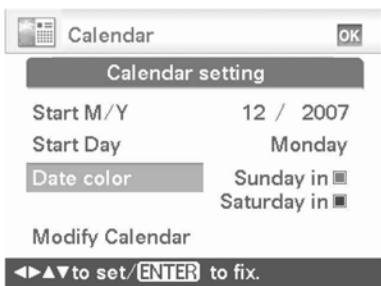 Calendar OK
Calendar setting
Start M/Y 12 / 2007
Start Day Monday
Date color Sunday in
Saturday in
Modify Calendar
to set/ENTER to fix.